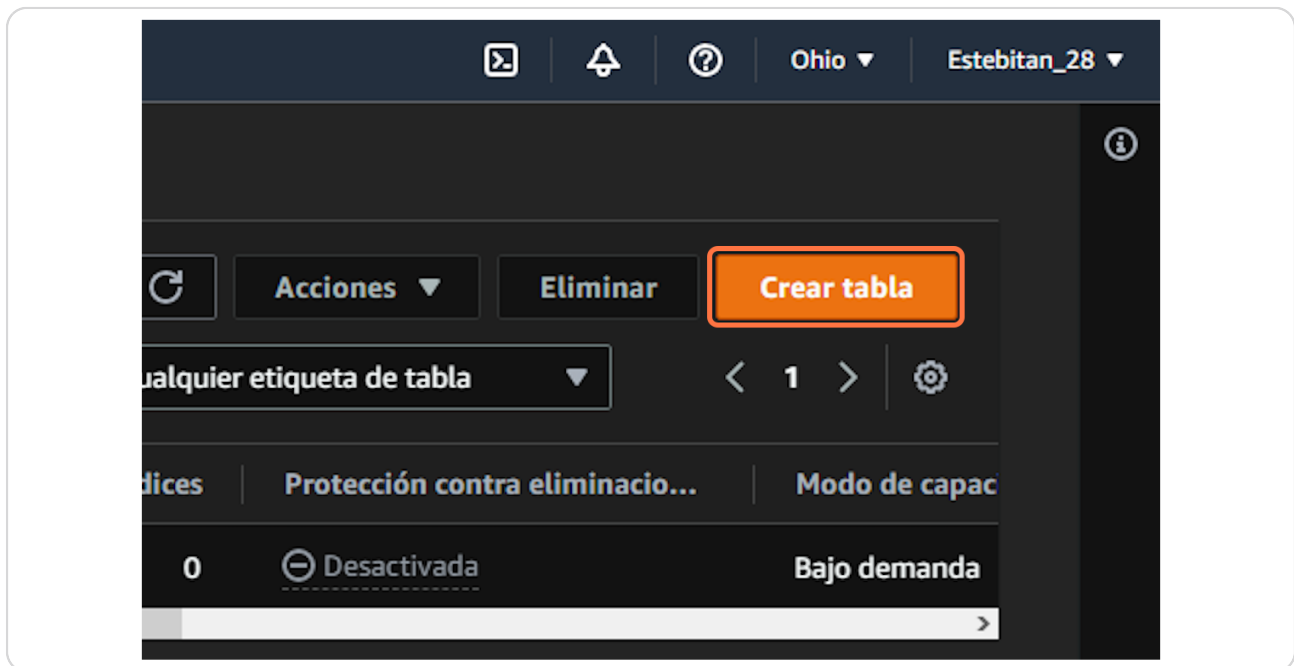 Ohio Estebitan_28
Acciones Eliminar Crear tabla
ualquier etiqueta de tabla 1
dices Protección contra eliminacio... Modo de capac
0 Desactivada Bajo demanda